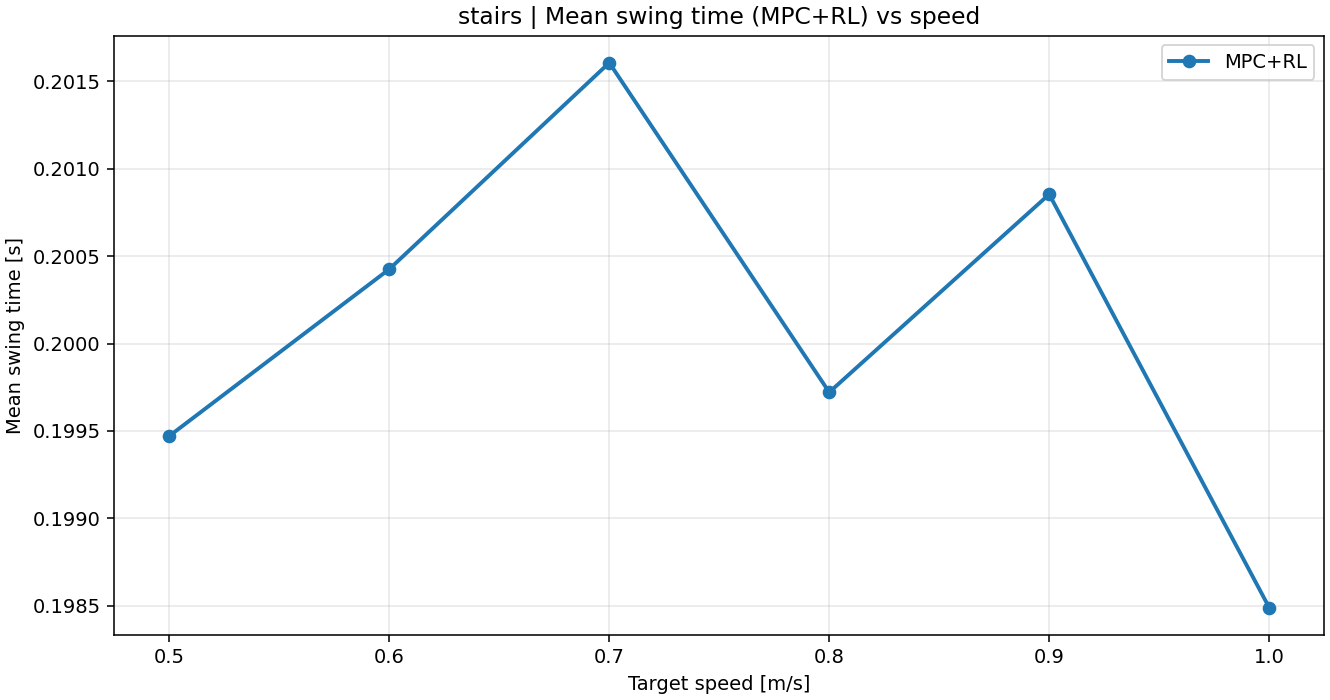 stairs | Mean swing time (MPC+RL) vs speed
MPC+RL
Mean swing time [s]
0.2015
0.2010
0.2005
0.2000
0.1995
0.1990
0.1985
0.5 0.6 0.7 0.8 0.9 1.0
Target speed [m/s]